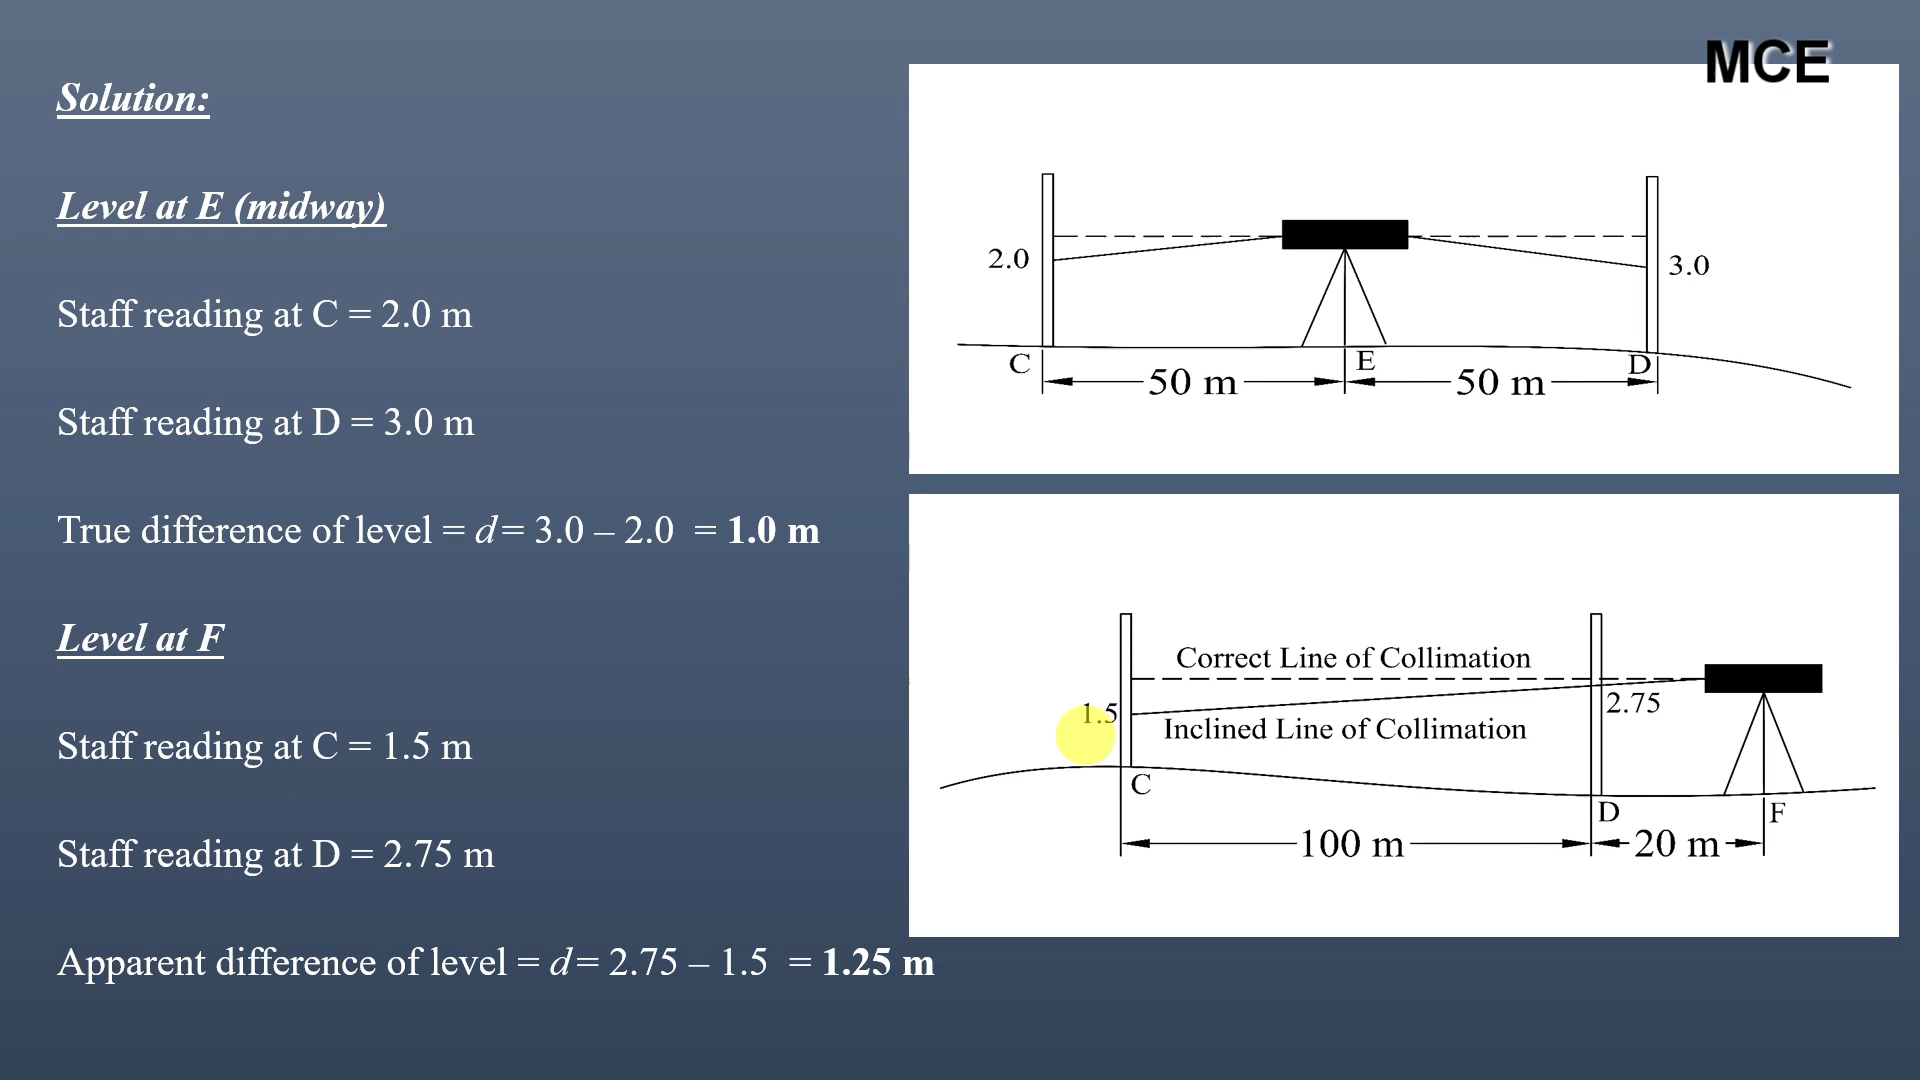 MCE
Solution:
Level at E (midway)
Staff reading at C = 2.0 m
Staff reading at D = 3.0 m
True difference of level = d = 3.0 – 2.0 = 1.0 m
Level at F
Staff reading at C = 1.5 m
Staff reading at D = 2.75 m
Apparent difference of level = d = 2.75 – 1.5 = 1.25 m
2.0
3.0
C
E
D
50 m
50 m
Correct Line of Collimation
1.5
2.75
Inclined Line of Collimation
C
D
F
100 m
20 m